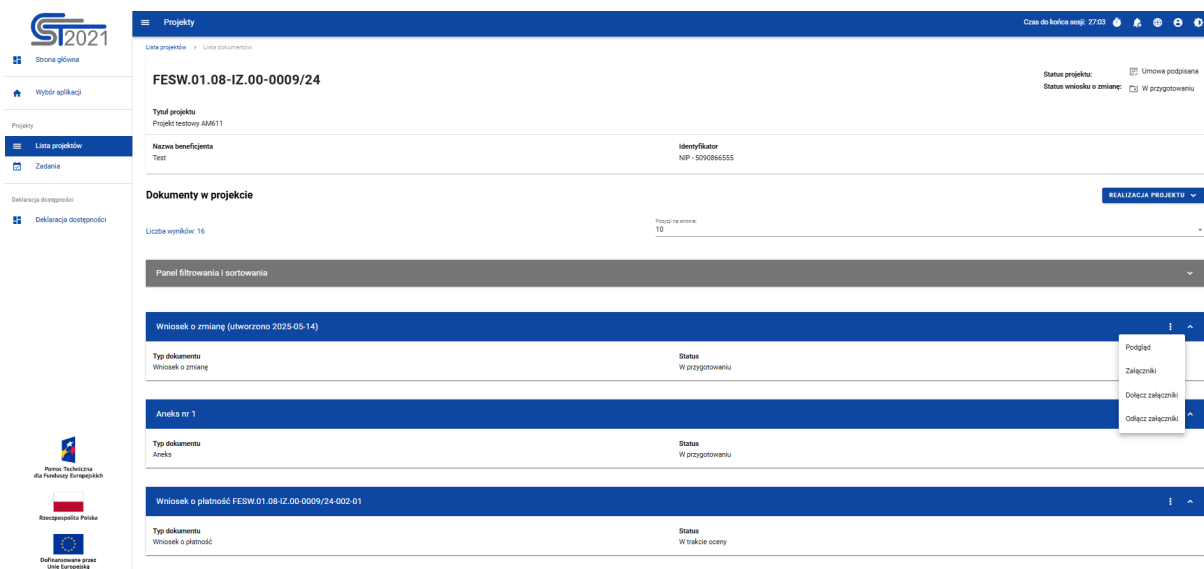 ST2021
Projekty
Czas do końca sesji: 27:03
Lista projektów > Lista dokumentów
Strona główna
Wybór aplikacji
Projekty
Lista projektów
Zadania
Deklaracja dostępności
Deklaracja dostępności
FESW.01.08-IZ.00-0009/24
Status projektu: Umowa podpisana
Status wniosku o zmianę: W przygotowaniu
Tytuł projektu
Projekt testowy AM611
Nazwa beneficjenta
Test
Identyfikator
NIP - 5090866555
Dokumenty w projekcie
REALIZACJA PROJEKTU
Liczba wyników: 16
Pozycji na stronie:
10
Panel filtrowania i sortowania
Wniosek o zmianę (utworzono 2025-05-14)
Typ dokumentu
Wniosek o zmianę
Status
W przygotowaniu
Podgląd
Załączniki
Dołącz załączniki
Odłącz załączniki
Aneks nr 1
Typ dokumentu
Aneks
Status
W przygotowaniu
Wniosek o płatność FESW.01.08-IZ.00-0009/24-002-01
Typ dokumentu
Wniosek o płatność
Status
W trakcie oceny
Pomoc Techniczna
dla Funduszy Europejskich
Rzeczpospolita Polska
Dofinansowane przez
Unię Europejską